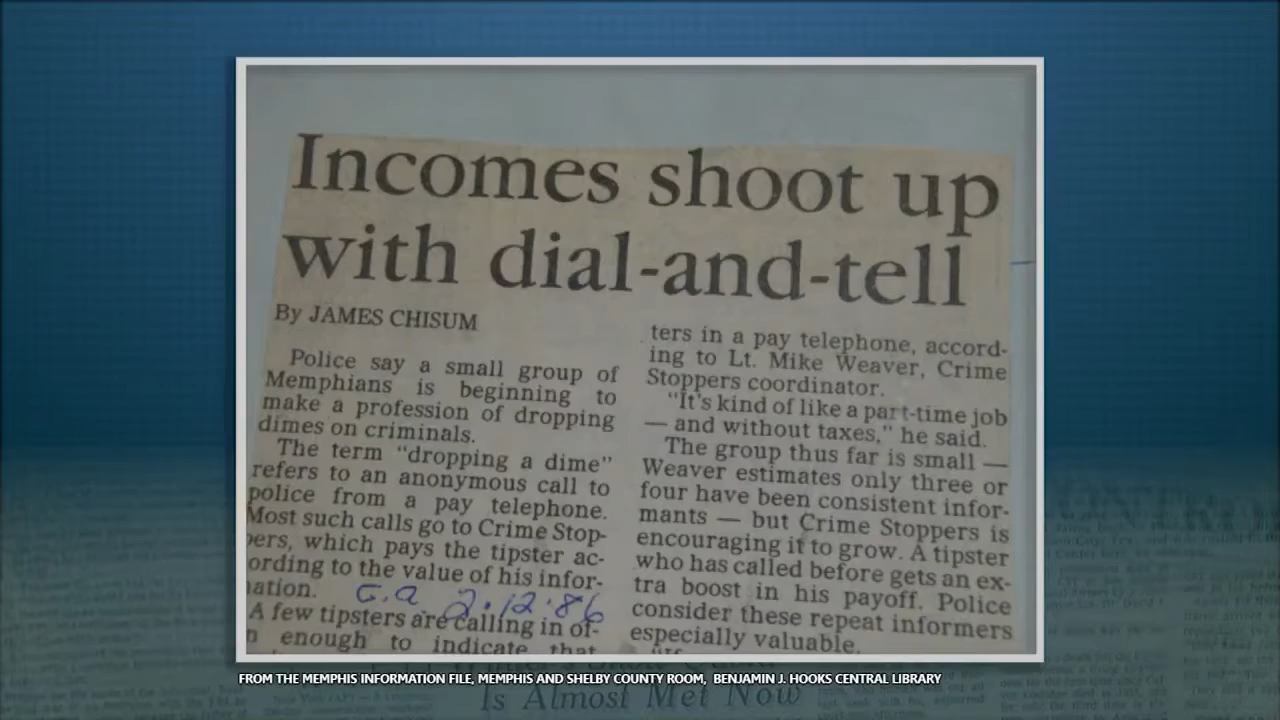 Incomes shoot up
with dial-and-tell
By JAMES CHISUM
Police say a small group of
Memphians is beginning to
make a profession of dropping
dimes on criminals.
The term "dropping a dime"
refers to an anonymous call to
police from a pay telephone.
Most such calls go to Crime Stop-
pers, which pays the tipster ac-
ording to the value of his infor-
ation.
C.A 2.12.86
A few tipsters are calling in of-
n enough to indicate that
ters in a pay telephone, accord-
ing to Lt. Mike Weaver, Crime
Stoppers coordinator.
"It's kind of like a part-time job
— and without taxes," he said.
The group thus far is small —
Weaver estimates only three or
four have been consistent infor-
mants — but Crime Stoppers is
encouraging it to grow. A tipster
who has called before gets an ex-
tra boost in his payoff. Police
consider these repeat informers
especially valuable.
FROM THE MEMPHIS INFORMATION FILE, MEMPHIS AND SHELBY COUNTY ROOM, BENJAMIN J. HOOKS CENTRAL LIBRARY
Is Almost Met Now